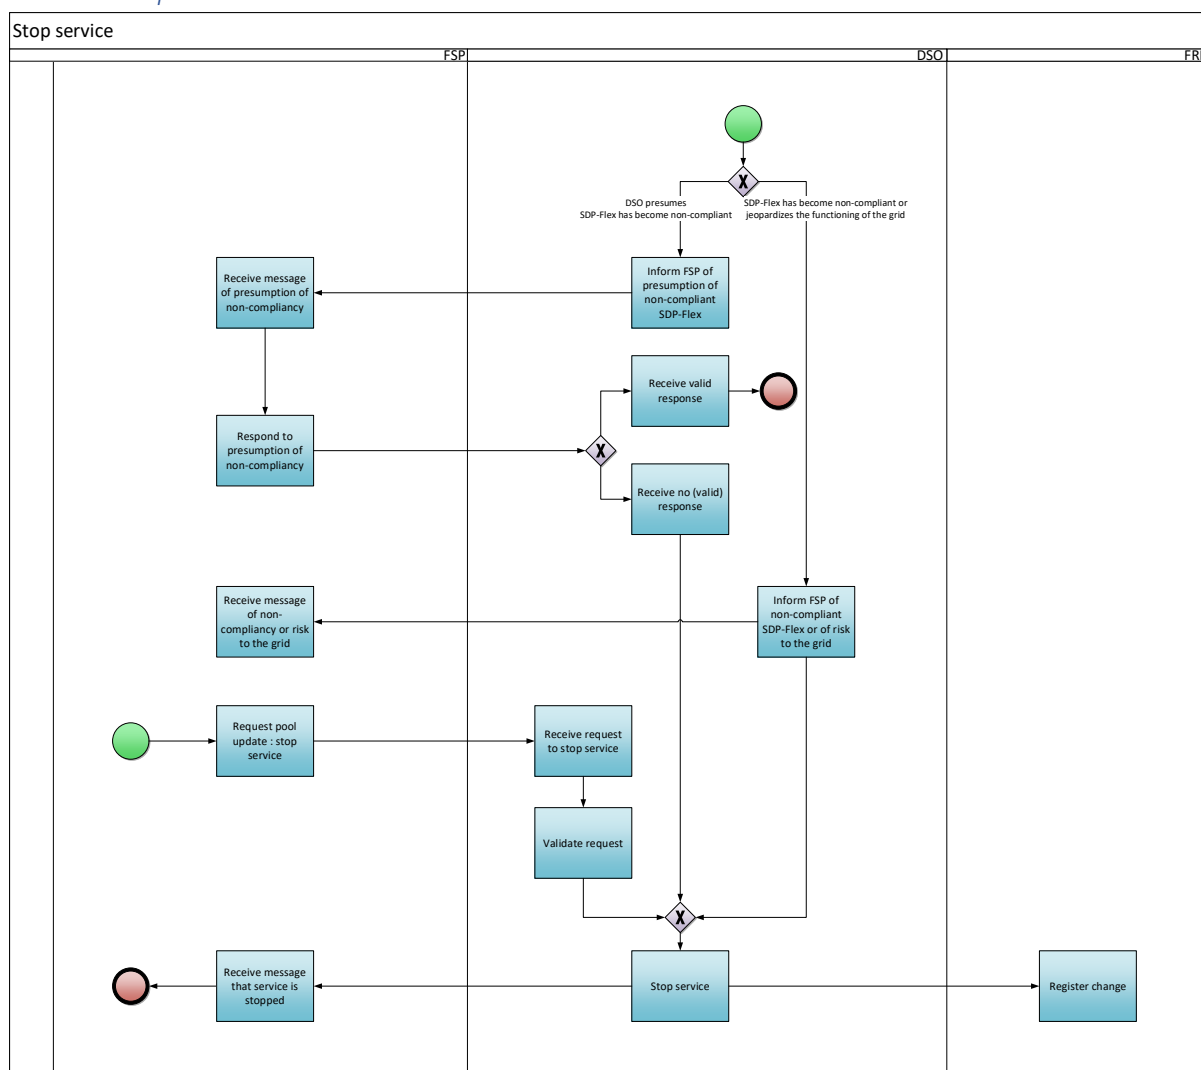 Stop service
FSP
DSO
DSO presumes
SDP-Flex has become non-compliant
SDP-Flex has become non-compliant or
jeopardizes the functioning of the grid
Receive message
of presumption of
non-compliancy
Inform FSP of
presumption of
non-compliant
SDP-Flex
Receive valid
response
Respond to
presumption of
non-compliancy
X
X
Receive no (valid)
response
Receive message
of non-
compliancy or risk
to the grid
Inform FSP of
non-compliant
SDP-Flex or of risk
to the grid
Request pool
update : stop
service
Receive request
to stop service
Validate request
X
Receive message
that service is
stopped
Stop service
Register change